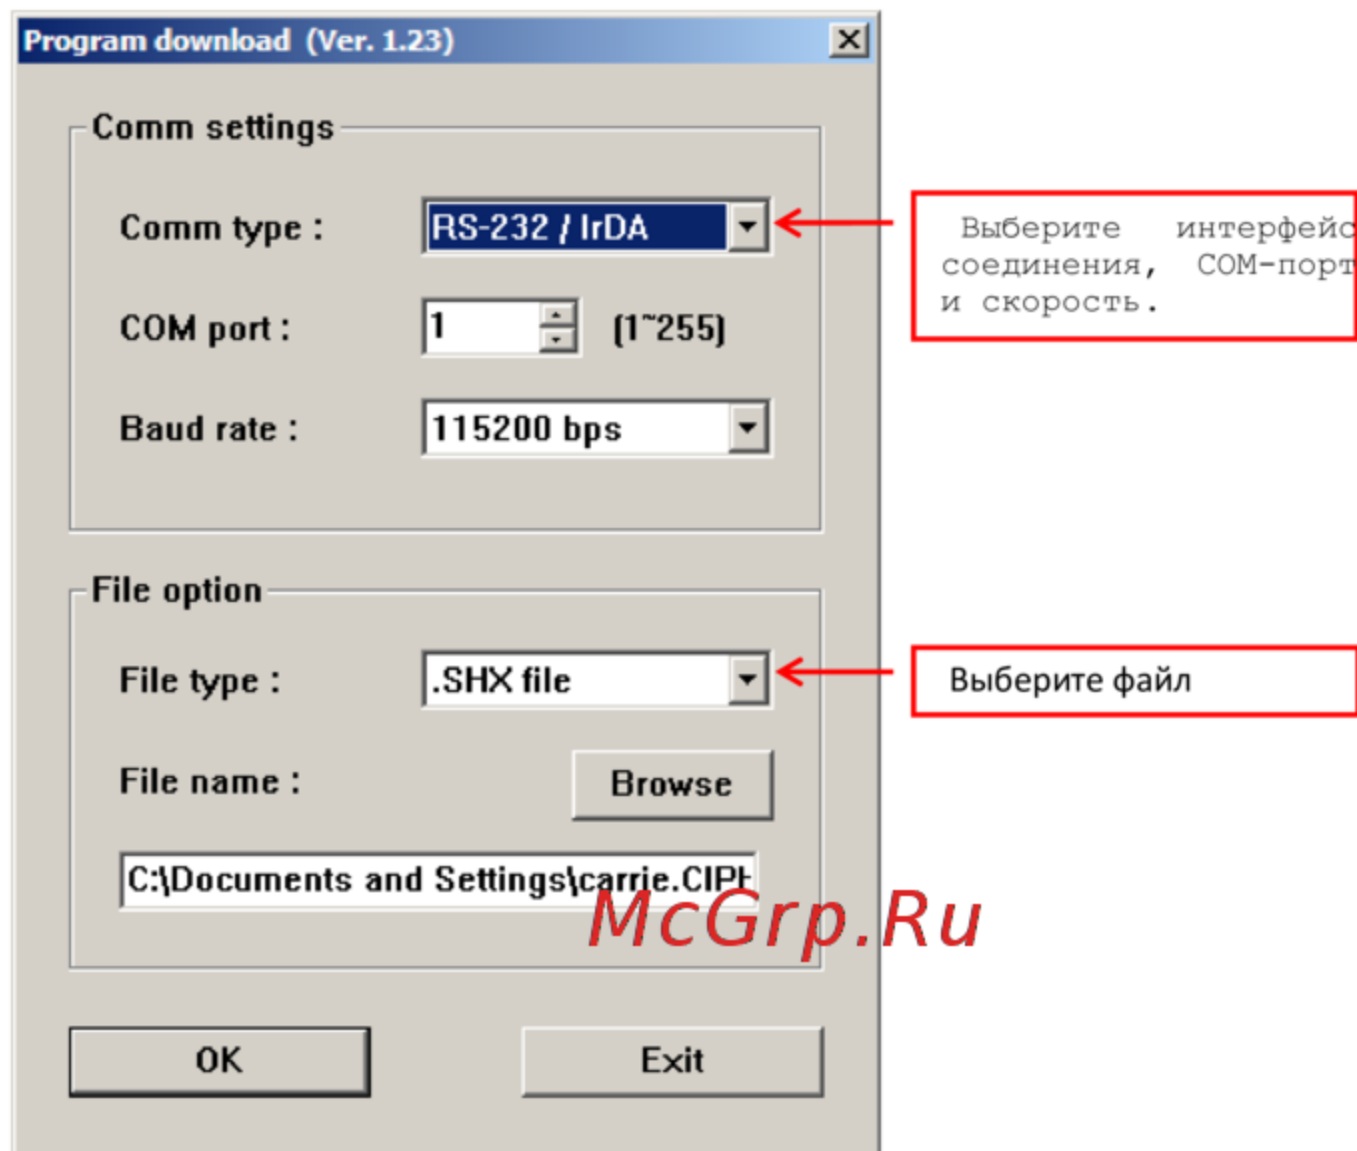 Program download (Ver. 1.23)
Comm settings
Comm type :
RS-232 / IrDA
Выберите интерфейс
соединения, COM-порт
и скорость.
COM port :
1
(1~255)
Baud rate :
115200 bps
File option
File type :
.SHX file
Выберите файл
File name :
Browse
C:\Documents and Settings\carrie.CIPH
McGrp.Ru
OK
Exit